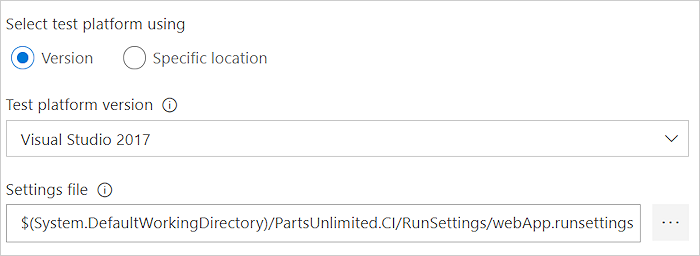 Select test platform using
Version Specific location
Test platform version
Visual Studio 2017
Settings file
$(System.DefaultWorkingDirectory)/PartsUnlimited.CI/RunSettings/webApp.runsettings ...